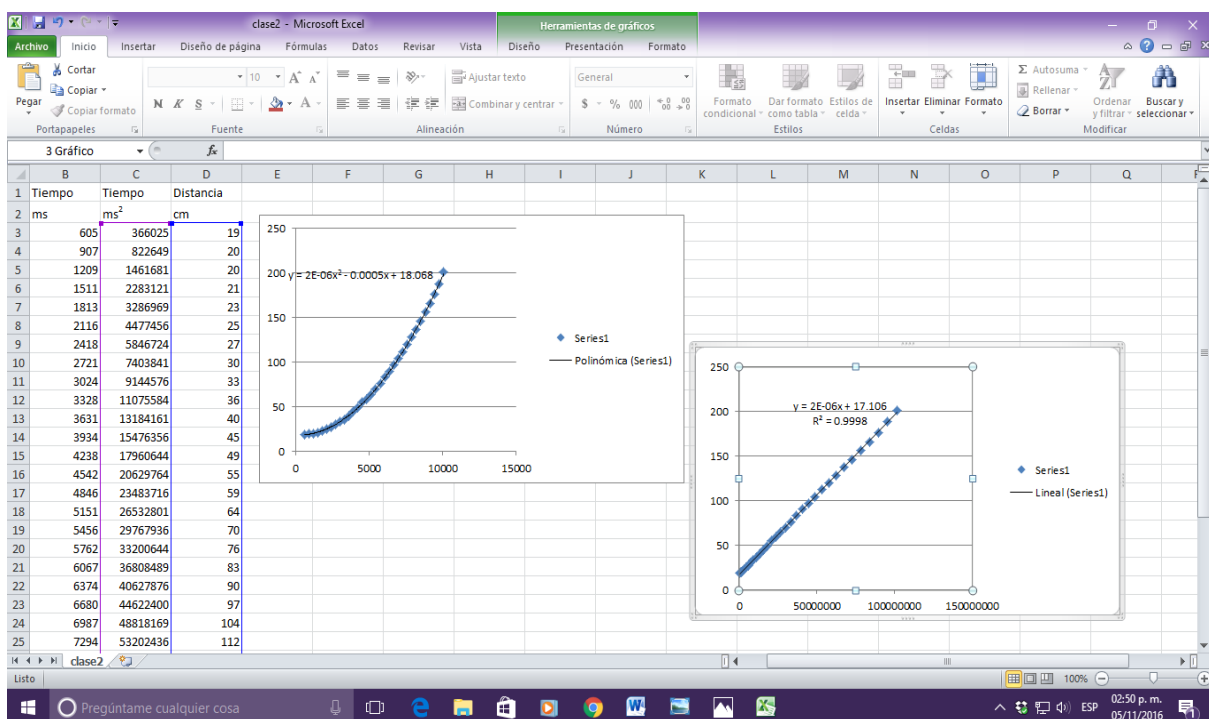 clase2 - Microsoft Excel
Herramientas de gráficos
Archivo Inicio Insertar Diseño de página Fórmulas Datos Revisar Vista Diseño Presentación Formato
Pegar
Cortar
Copiar
Copiar formato
Portapapeles
10
N K S
Fuente
Ajustar texto
Combinar y centrar
Alineación
General
$ % 000
Número
Formato condicional
Dar formato como tabla
Estilos de celda
Estilos
Insertar Eliminar Formato
Celdas
Σ Autosuma
Rellenar
Borrar
Ordenar y filtrar
Buscar y seleccionar
Modificar
3 Gráfico fx
B C D E F G H I J K L M N O P Q
1 Tiempo Tiempo Distancia
2 ms ms² cm
3 605 366025 19
4 907 822649 20
5 1209 1461681 20
6 1511 2283121 21
7 1813 3286969 23
8 2116 4477456 25
9 2418 5846724 27
10 2721 7403841 30
11 3024 9144576 33
12 3328 11075584 36
13 3631 13184161 40
14 3934 15476356 45
15 4238 17960644 49
16 4542 20629764 55
17 4846 23483716 59
18 5151 26532801 64
19 5456 29767936 70
20 5762 33200644 76
21 6067 36808489 83
22 6374 40627876 90
23 6680 44622400 97
24 6987 48818169 104
25 7294 53202436 112
250
200
150
100
50
0
0 5000 10000 15000
y = 2E-06x² - 0.0005x + 18.068
Series1
Polinómica (Series1)
250
200
150
100
50
0
0 50000000 100000000 150000000
y = 2E-06x + 17.106
R² = 0.9998
Series1
Lineal (Series1)
clase2
Listo
100%
Pregúntame cualquier cosa
ESP
02:50 p. m.
05/11/2016